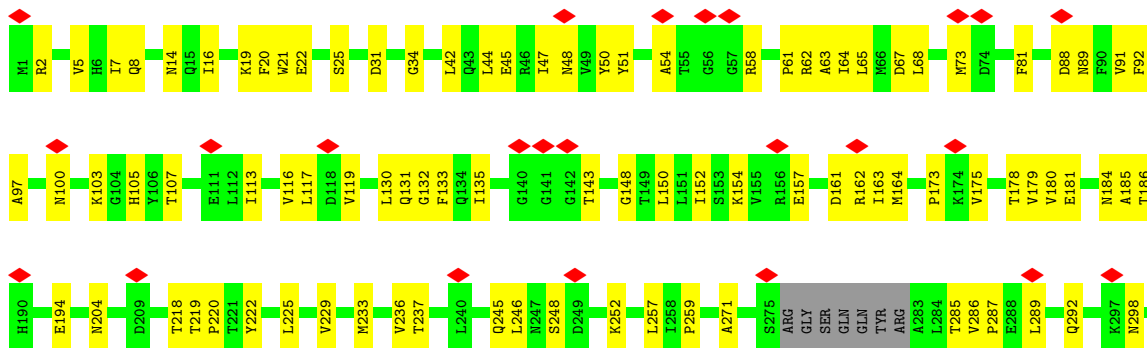 M1 R2 V5 H6 I7 Q8 N14 Q15 I16 K19 F20 W21 E22 S25 D31 G34 L42 Q43 L44 E45 R46 I47 N48 V49 Y50 Y51 A54 T55 G56 G57 R58 P61 R62 A63 I64 L65 M66 D67 L68 M73 D74 F81 D88 N89 F90 V91 F92
A97 N100 K103 G104 H105 Y106 T107 E111 L112 I113 V116 L117 D118 V119 L130 Q131 G132 F133 Q134 I135 G140 G141 G142 T143 G148 T149 L150 L151 I152 S153 K154 V155 R156 E157 D161 R162 I163 M164 P173 K174 V175 T178 V179 V180 E181 N184 A185 T186
H190 E194 N204 D209 T218 T219 P220 T221 Y222 L225 V229 M233 V236 T237 L240 Q245 L246 N247 S248 D249 K252 L257 I258 P259 A271 S275 ARG GLY SER GLN GLN TYR ARG A283 L284 T285 V286 P287 E288 L289 Q292 K297 N298